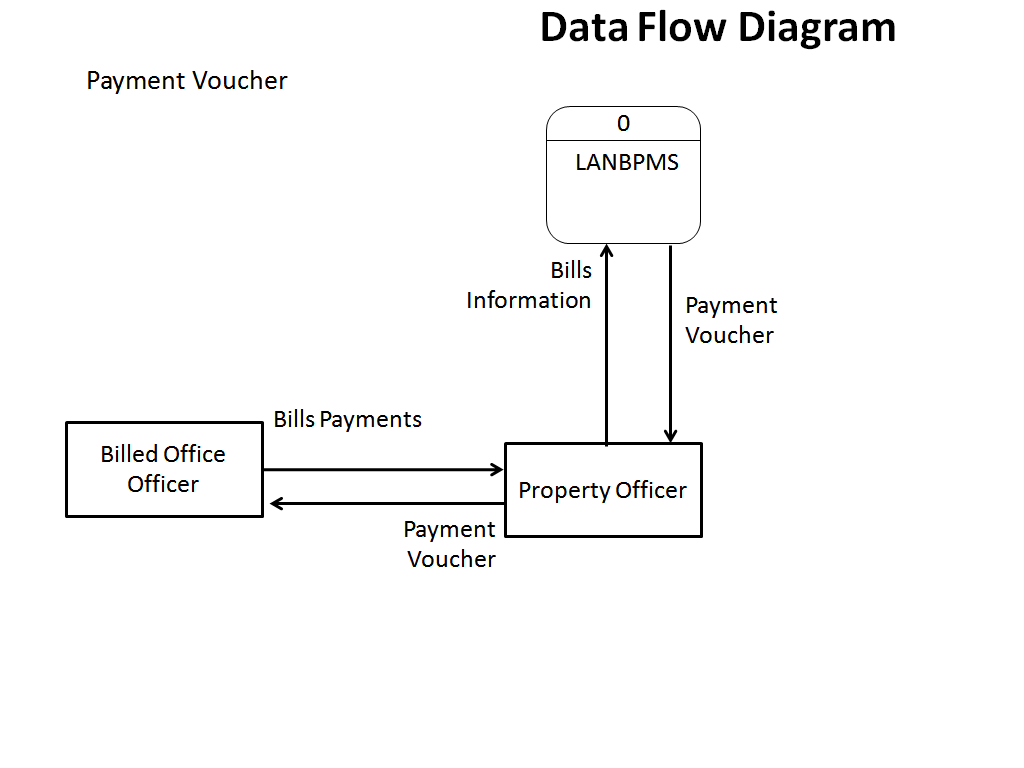 Data Flow Diagram
Payment Voucher
0
LANBPMS
Bills
Information
Payment
Voucher
Bills Payments
Billed Office
Officer
Property Officer
Payment
Voucher